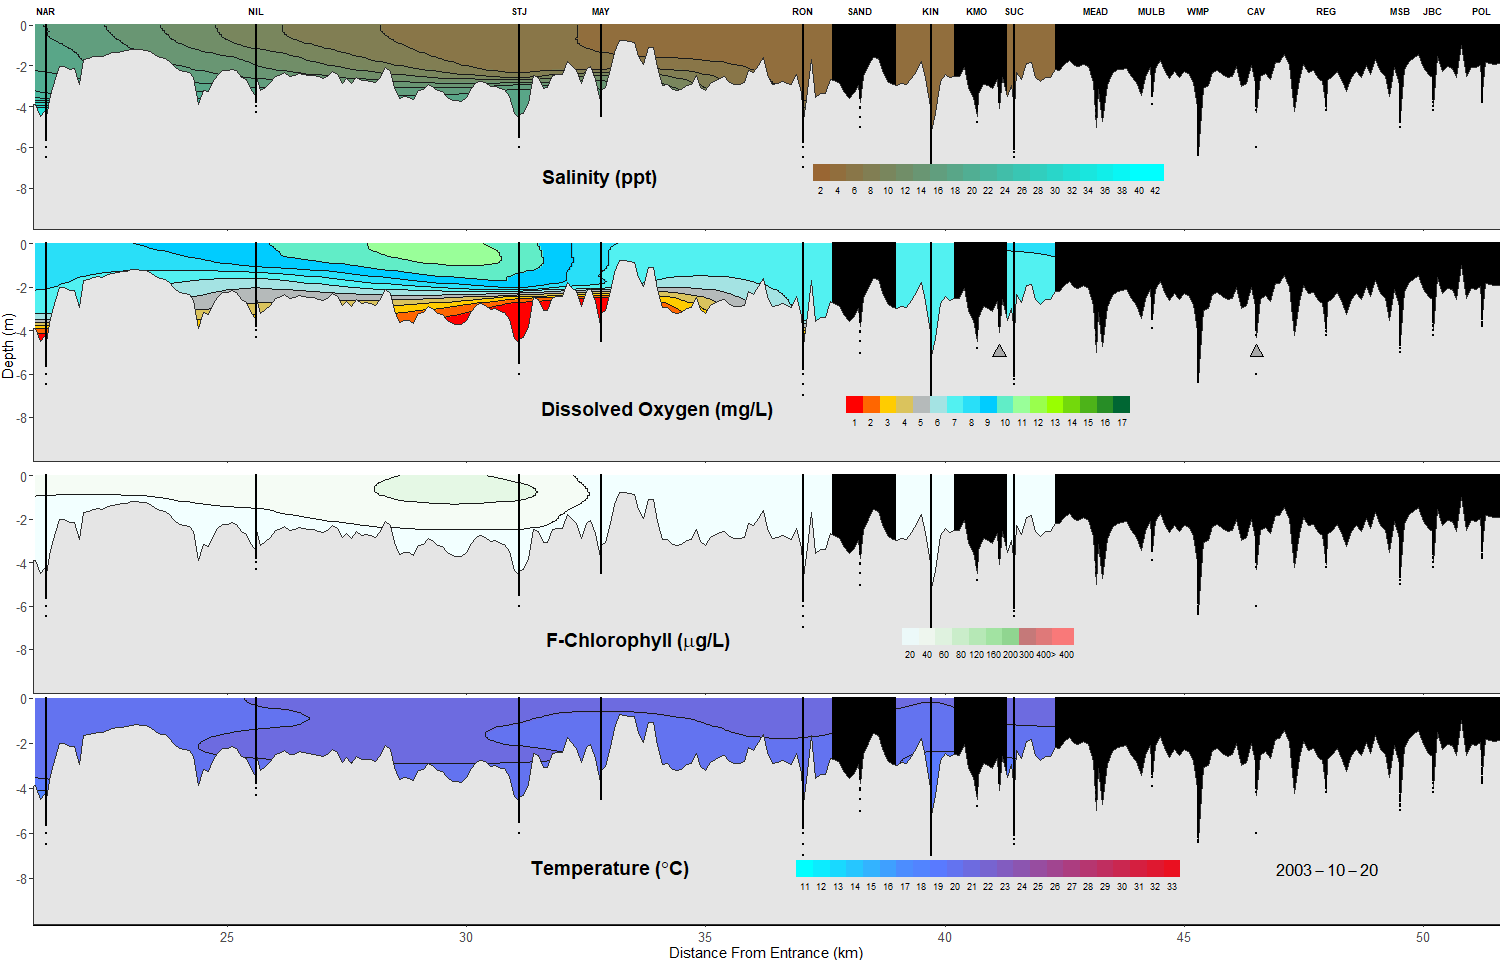 NAR NIL STJ MAY RON SAND KIN KMO SUC MEAD MULB WMP CAV REG MSB JBC POL
0
-2
-4
-6
-8
Salinity (ppt)
2 4 6 8 10 12 14 16 18 20 22 24 26 28 30 32 34 36 38 40 42
0
-2
-4
-6
-8
Dissolved Oxygen (mg/L)
1 2 3 4 5 6 7 8 9 10 11 12 13 14 15 16 17
Depth (m)
0
-2
-4
-6
-8
F-Chlorophyll (µg/L)
20 40 60 80 120 160 200 300 400> 400
0
-2
-4
-6
-8
Temperature (°C)
11 12 13 14 15 16 17 18 19 20 21 22 23 24 25 26 27 28 29 30 31 32 33
2003 – 10 – 20
25 30 35 40 45 50
Distance From Entrance (km)